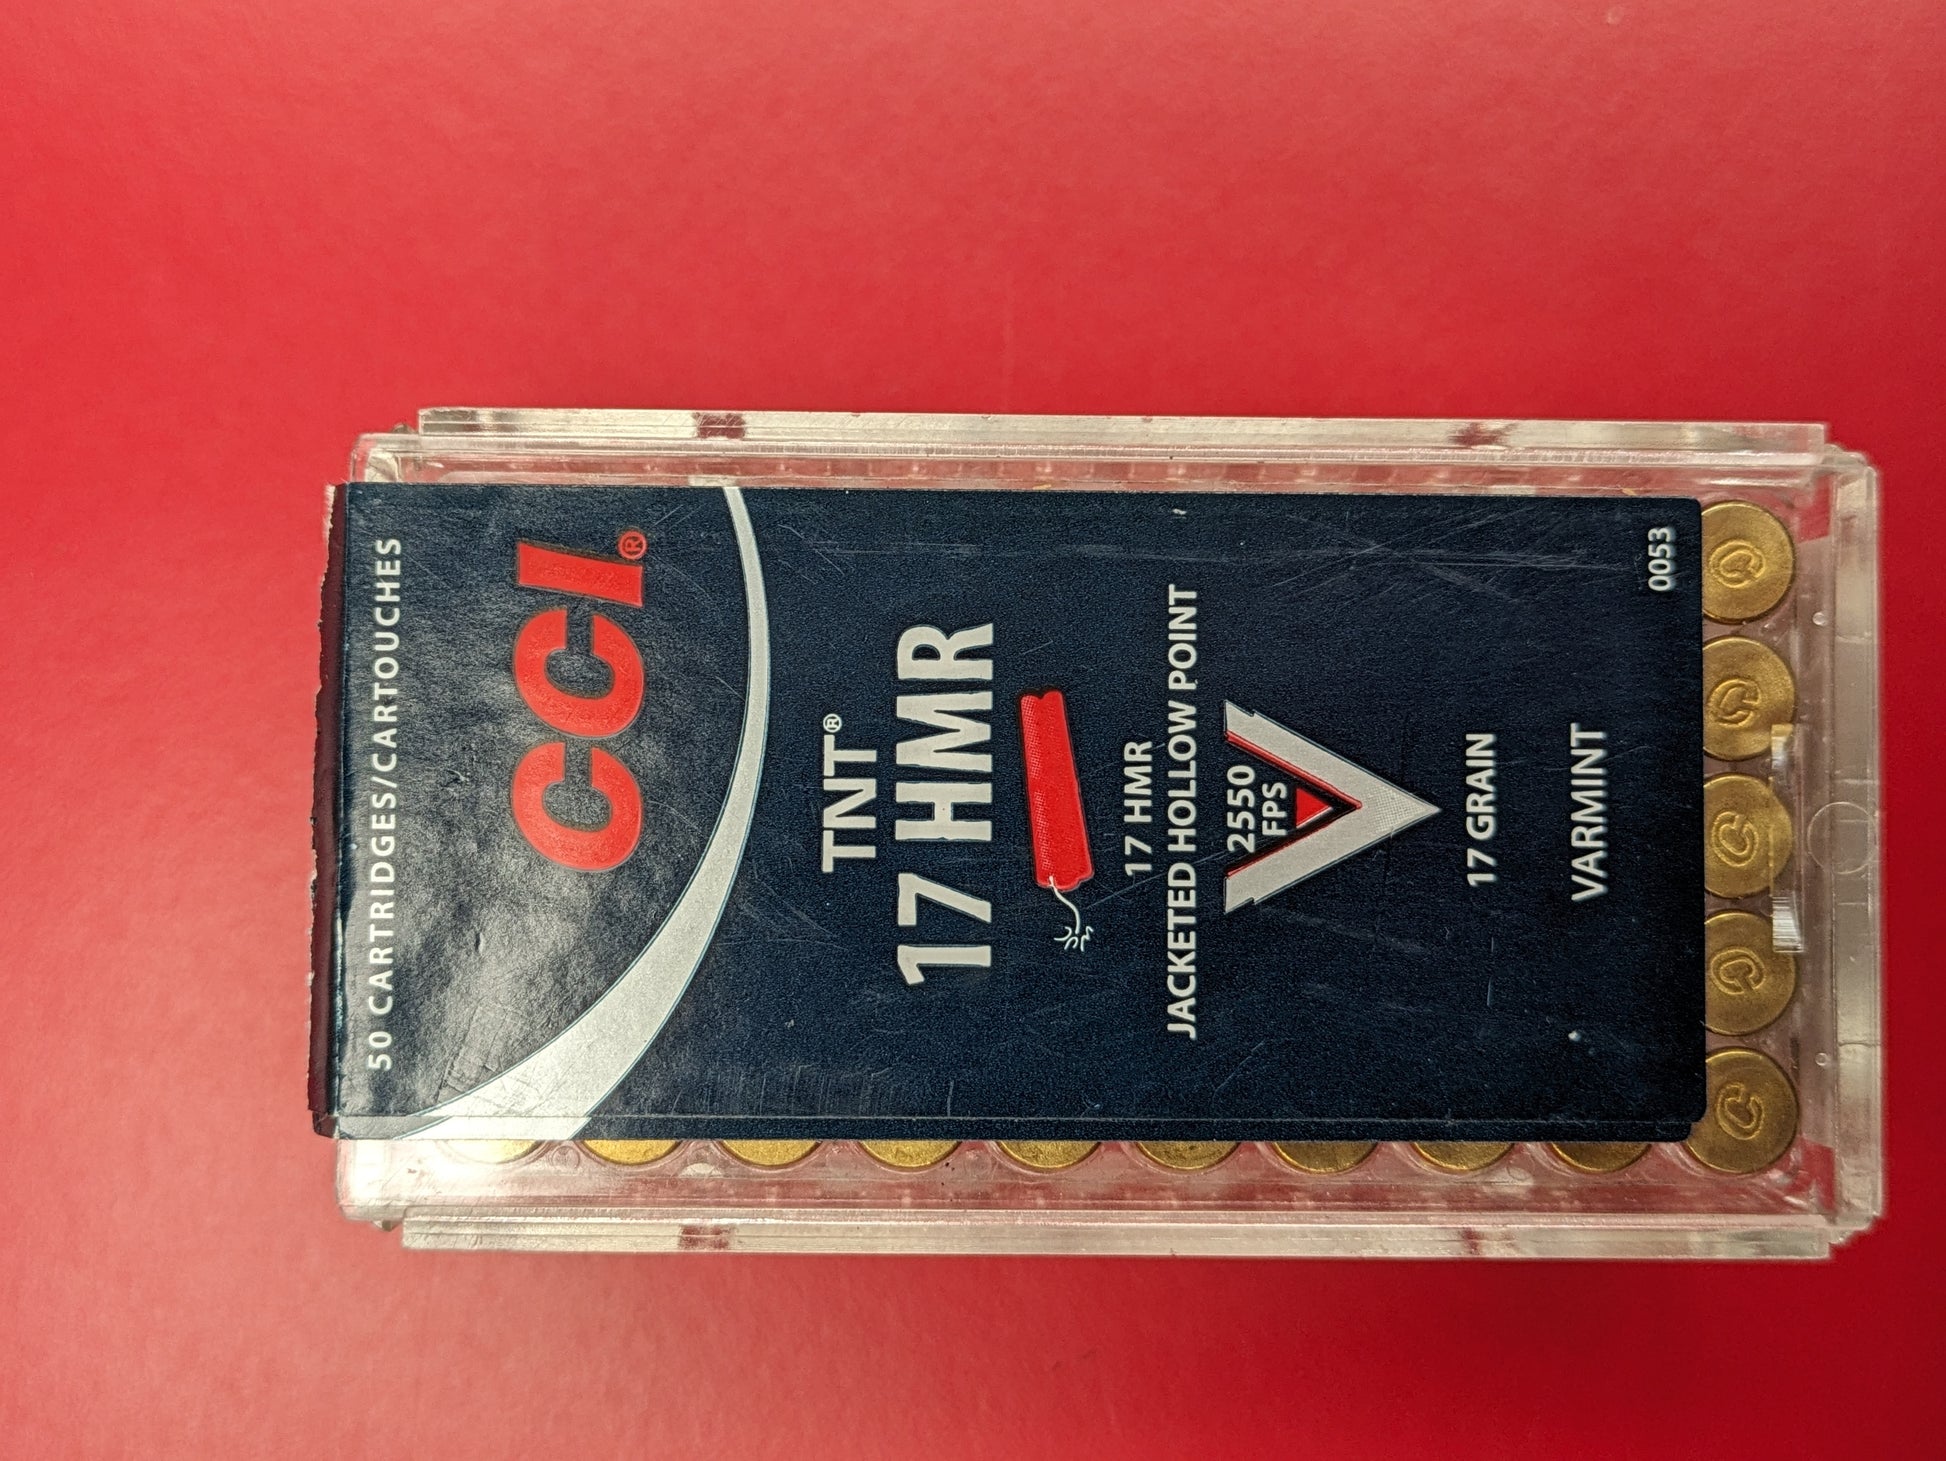 50 CARTRIDGES/CARTOUCHES
CCI®
TNT®
17 HMR
17 HMR
JACKETED HOLLOW POINT
2550
FPS
17 GRAIN
VARMINT
0053
C
C
C
C
C